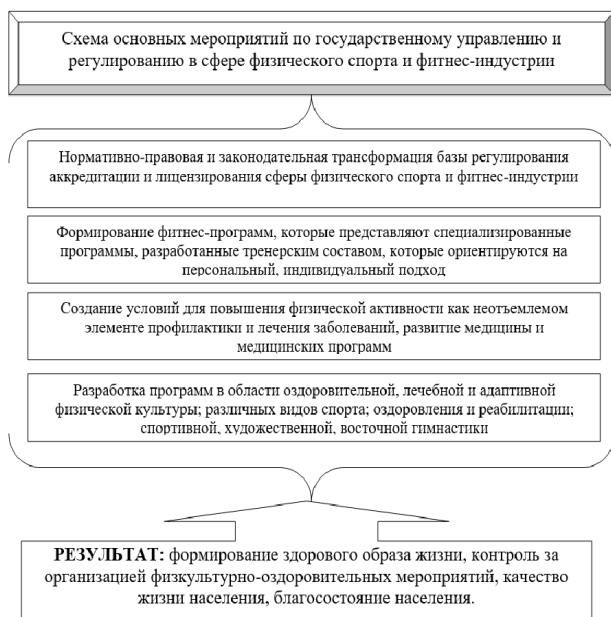 Схема основных мероприятий по государственному управлению и
регулированию в сфере физического спорта и фитнес-индустрии
Нормативно-правовая и законодательная трансформация базы регулирования
аккредитации и лицензирования сферы физического спорта и фитнес-индустрии
Формирование фитнес-программ, которые представляют специализированные
программы, разработанные тренерским составом, которые ориентируются на
персональный, индивидуальный подход
Создание условий для повышения физической активности как неотъемлемом
элементе профилактики и лечения заболеваний, развитие медицины и
медицинских программ
Разработка программ в области оздоровительной, лечебной и адаптивной
физической культуры; различных видов спорта; оздоровления и реабилитации;
спортивной, художественной, восточной гимнастики
РЕЗУЛЬТАТ: формирование здорового образа жизни, контроль за
организацией физкультурно-оздоровительных мероприятий, качество
жизни населения, благосостояние населения.